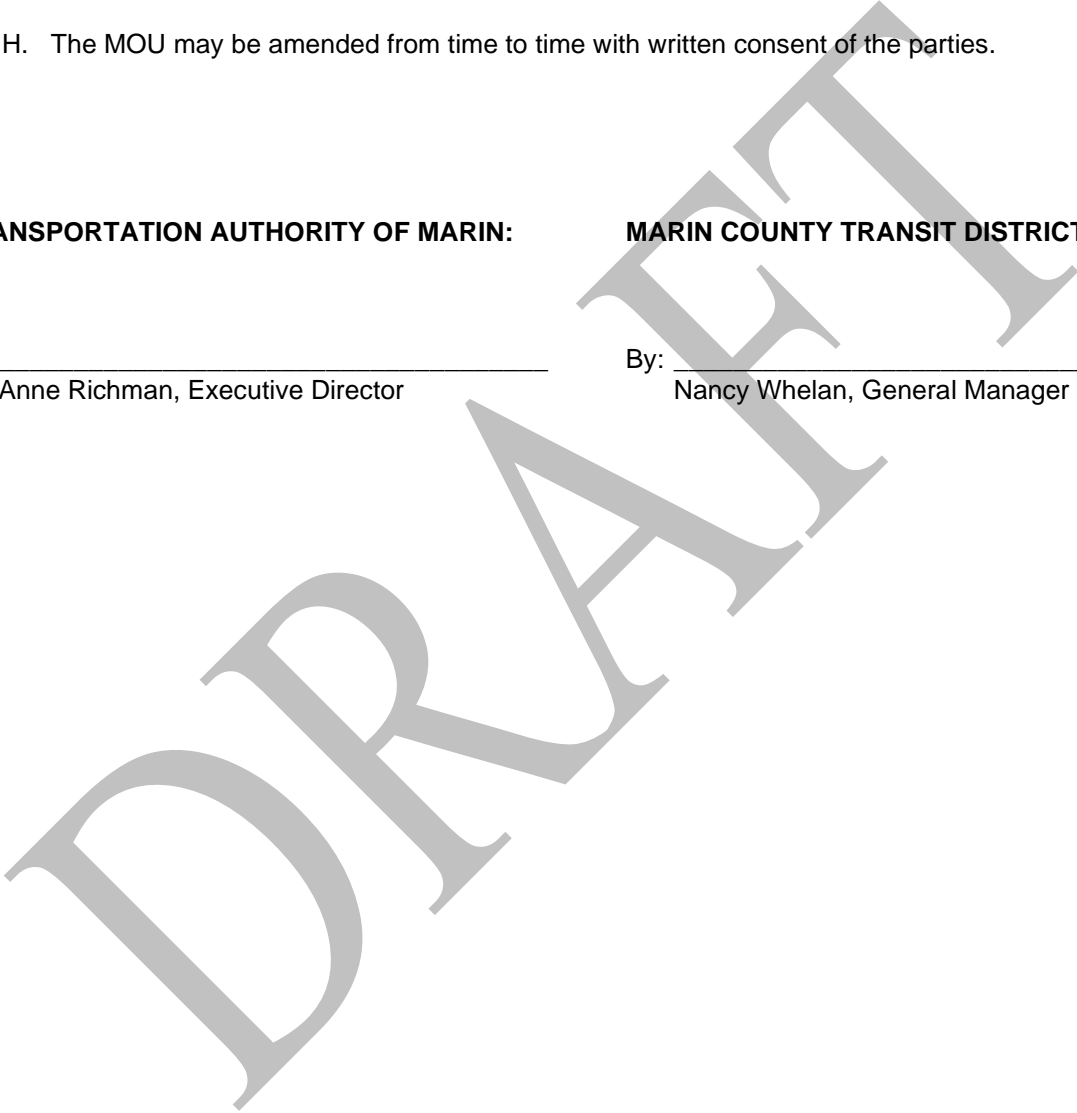 H. The MOU may be amended from time to time with written consent of the parties.
ANSPORTATION AUTHORITY OF MARIN:
MARIN COUNTY TRANSIT DISTRICT
By:
Anne Richman, Executive Director
Nancy Whelan, General Manager
DRAFT